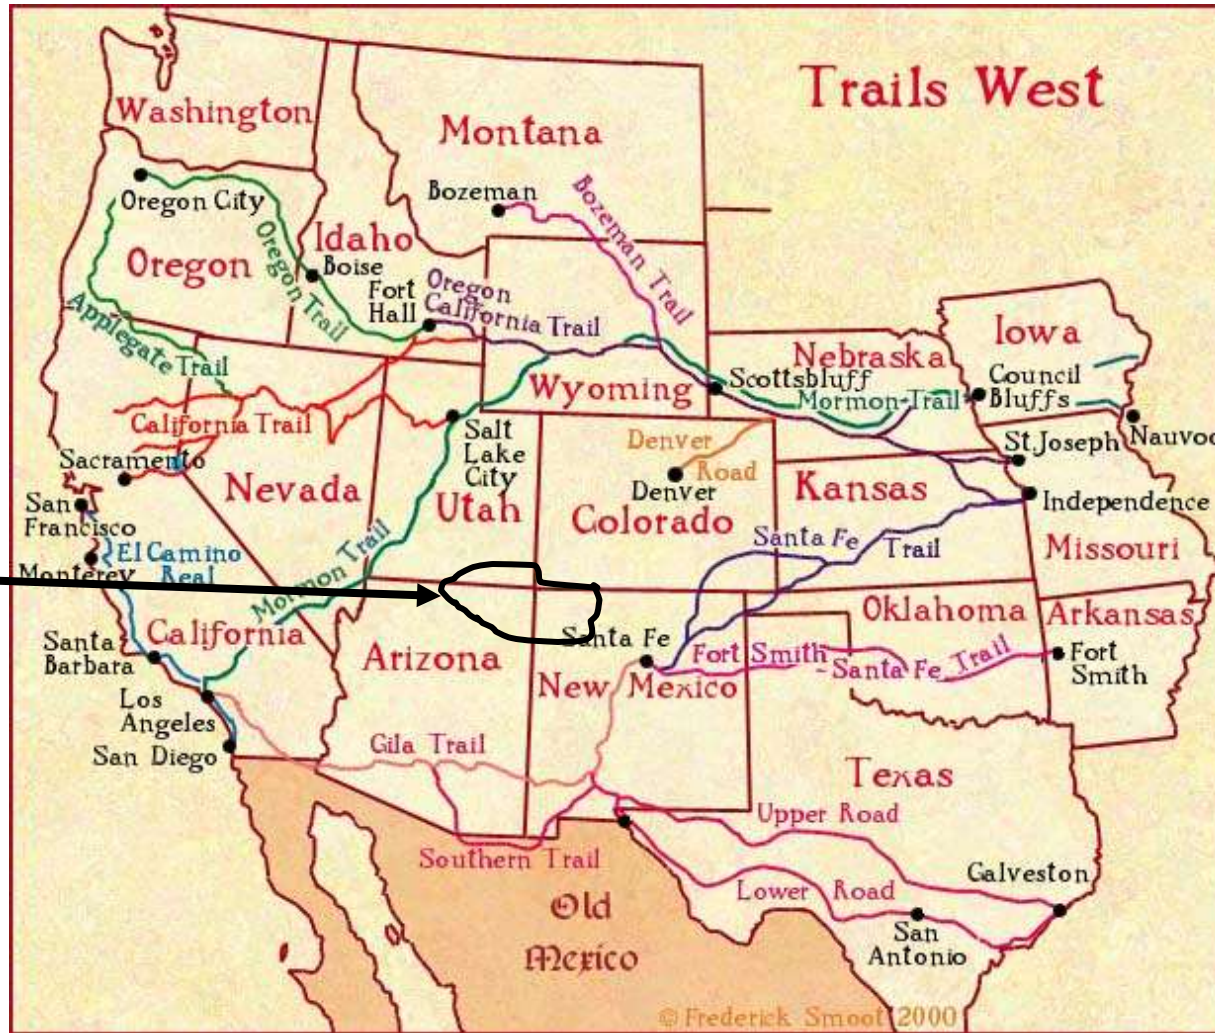 Trails West
Washington
Montana
Oregon City
Bozeman
Bozeman Trail
Oregon
Oregon Trail
Idaho
Boise
Fort
Hall
Oregon
California Trail
Applegate Trail
Iowa
Nebraska
Wyoming
Scottsbluff
Council
Bluffs
Mormon-Trail
California Trail
Salt
Lake
City
Denver
Road
Denver
St. Joseph
Nauvoo
Sacramento
Nevada
Utah
Colorado
Kansas
Independence
San
Francisco
Santa Fe Trail
Missouri
El Camino
Real
Monterey
Mormon Trail
Oklahoma
Arkansas
California
Santa
Barbara
Arizona
Santa Fe
New Mexico
Fort Smith-Santa Fe Trail
Fort
Smith
Los
Angeles
San Diego
Gila Trail
Texas
Upper Road
Southern Trail
Lower Road
Galveston
San
Antonio
Old
Mexico
© Frederick Smoot 2000